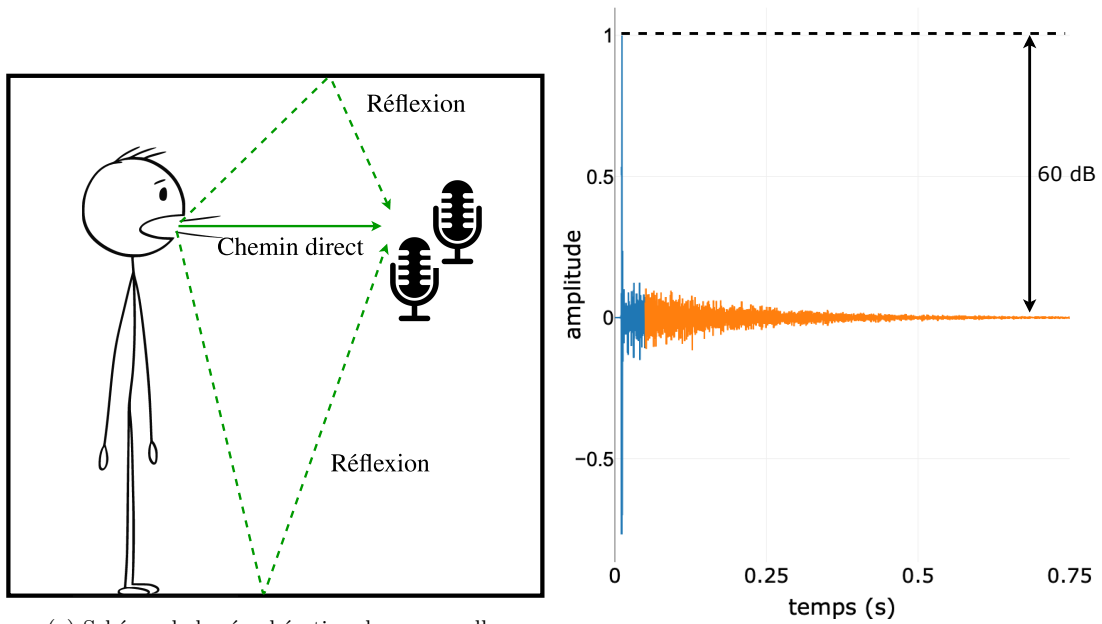 Réflexion
Chemin direct
Réflexion
1
0.5
0
−0.5
amplitude
60 dB
0
0.25
0.5
0.75
temps (s)